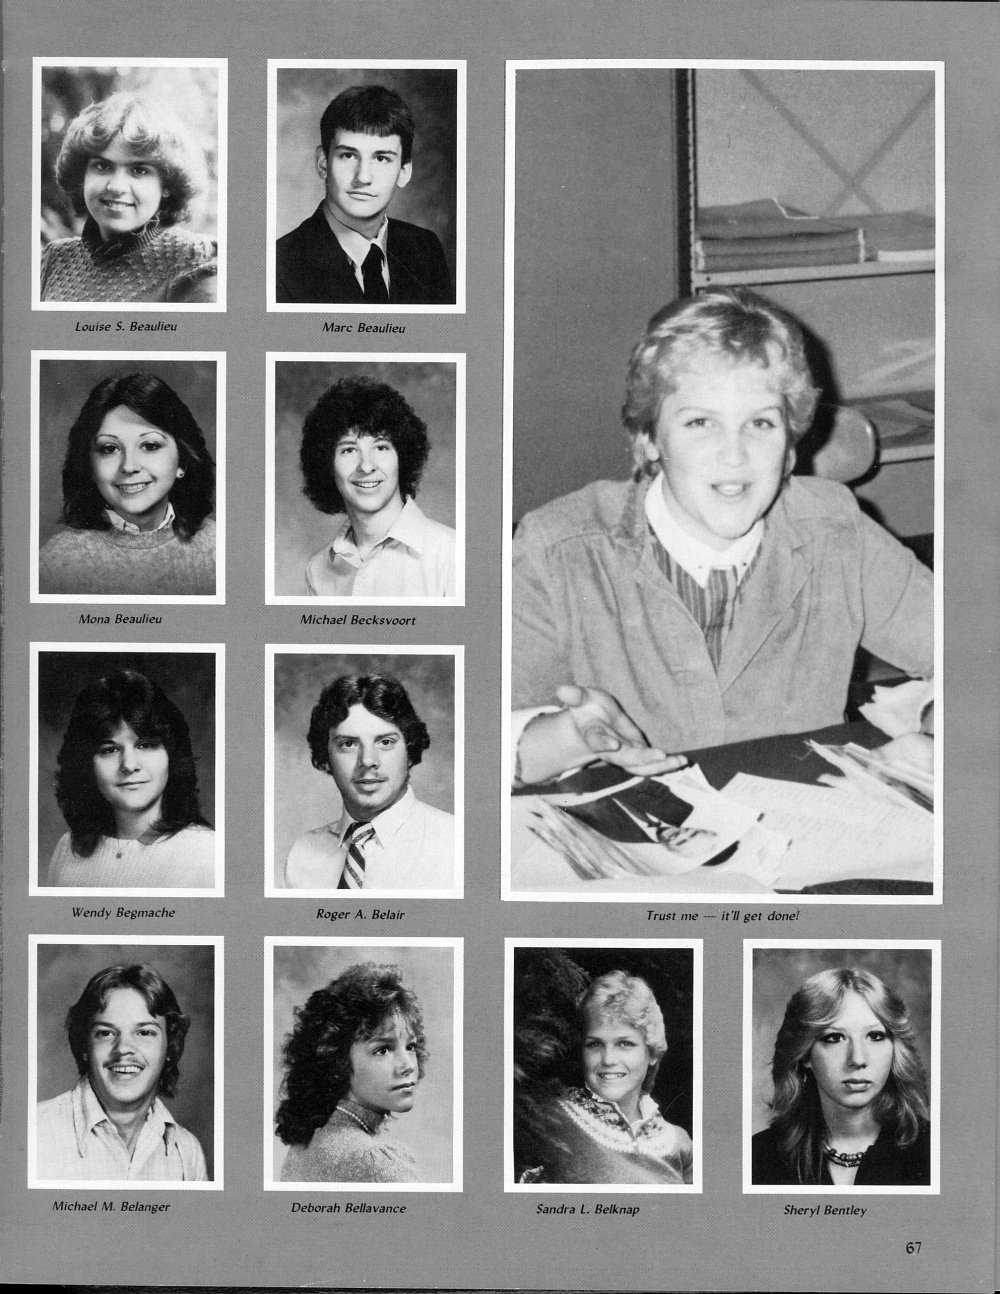 Louise S. Beaulieu
Marc Beaulieu
Mona Beaulieu
Michael Becksvoort
Wendy Begmache
Roger A. Belair
Trust me — it'll get done!
Michael M. Belanger
Deborah Bellavance
Sandra L. Belknap
Sheryl Bentley
67